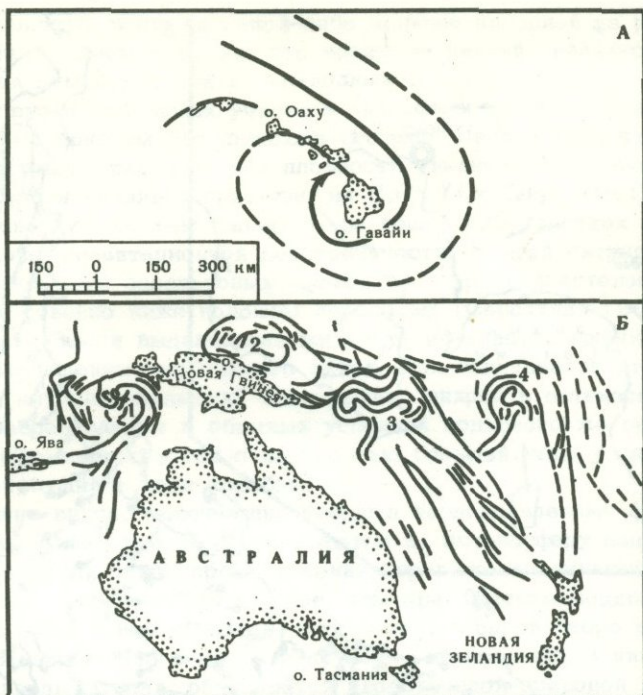 А
о. Оаху
о. Гавайи
150 0 150 300 км
Б
2
Новая Гвинея
1
4
3
о. Ява
АВСТРАЛИЯ
НОВАЯ
ЗЕЛАНДИЯ
о. Тасмания